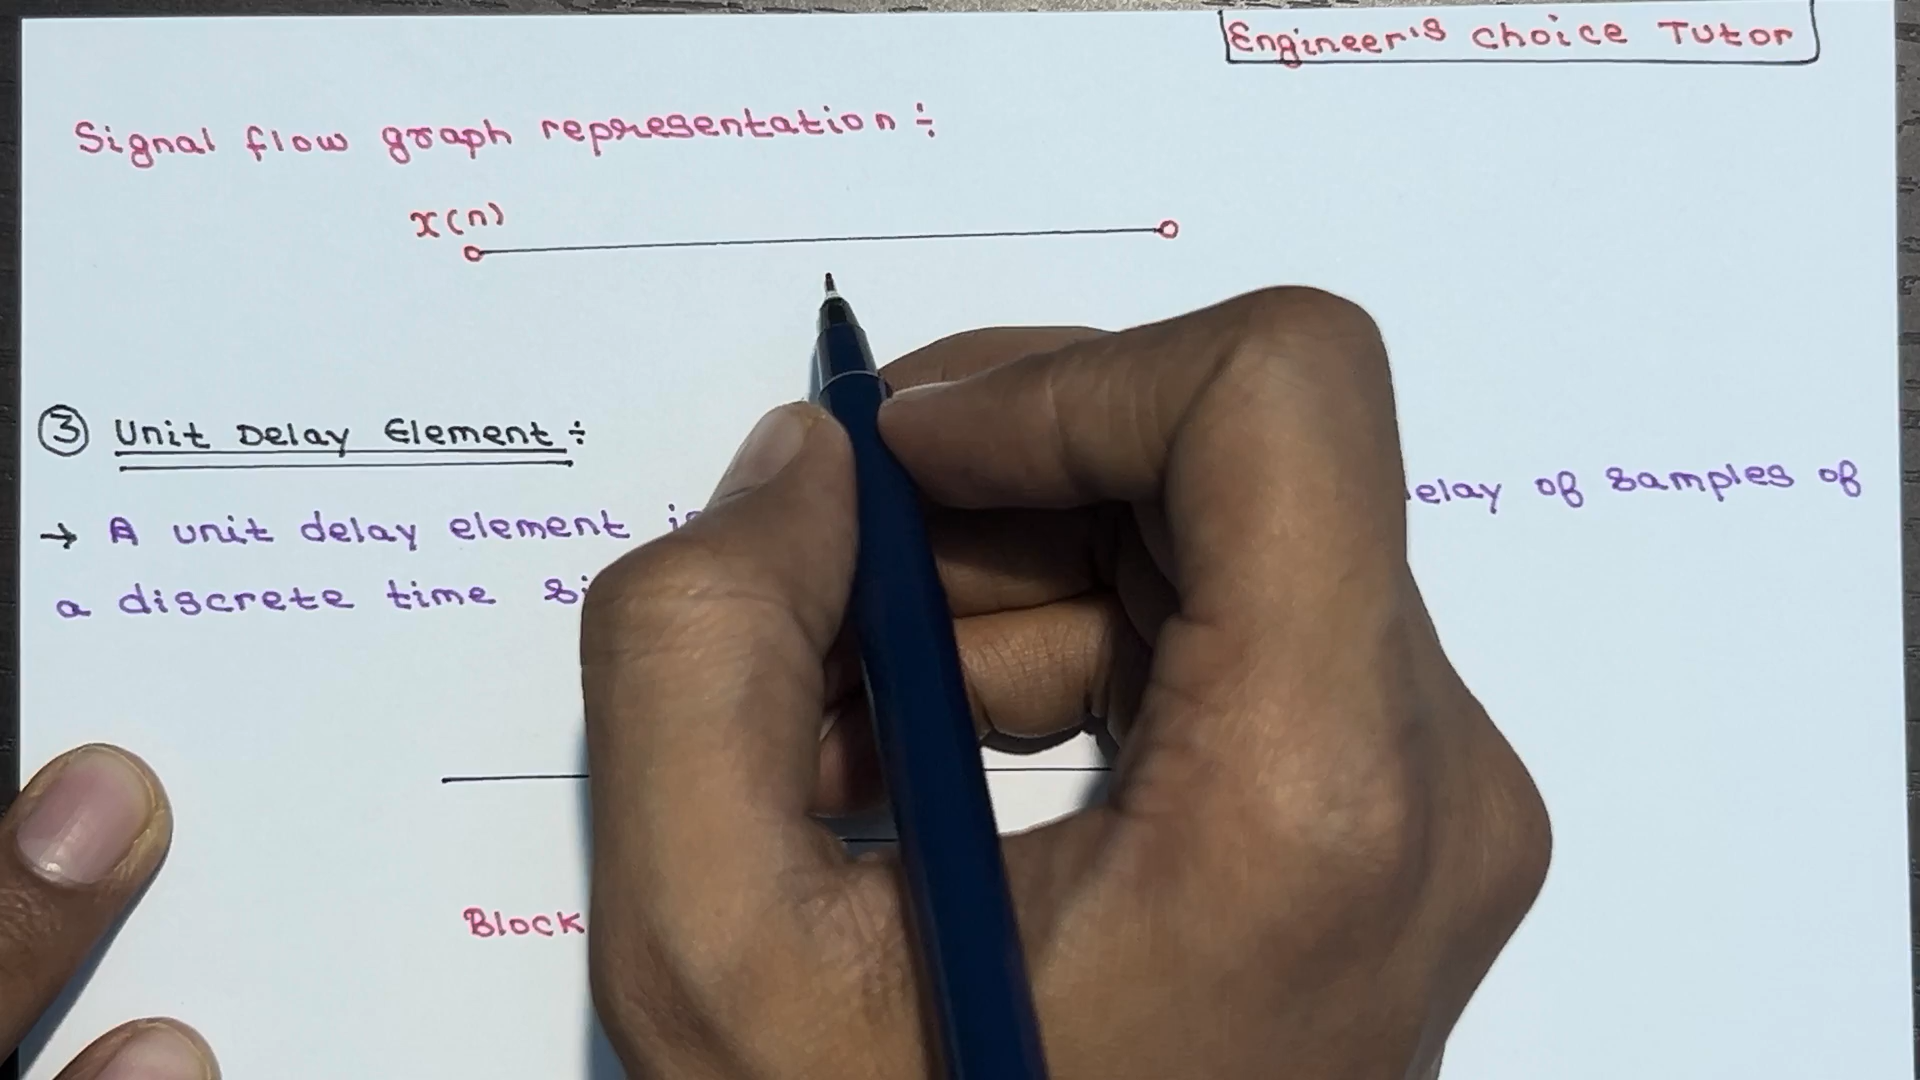 Engineer's Choice Tutor
Signal flow graph representation ÷
x(n)
③ Unit Delay Element ÷
→ A unit delay element of samples of
a discrete time
Block